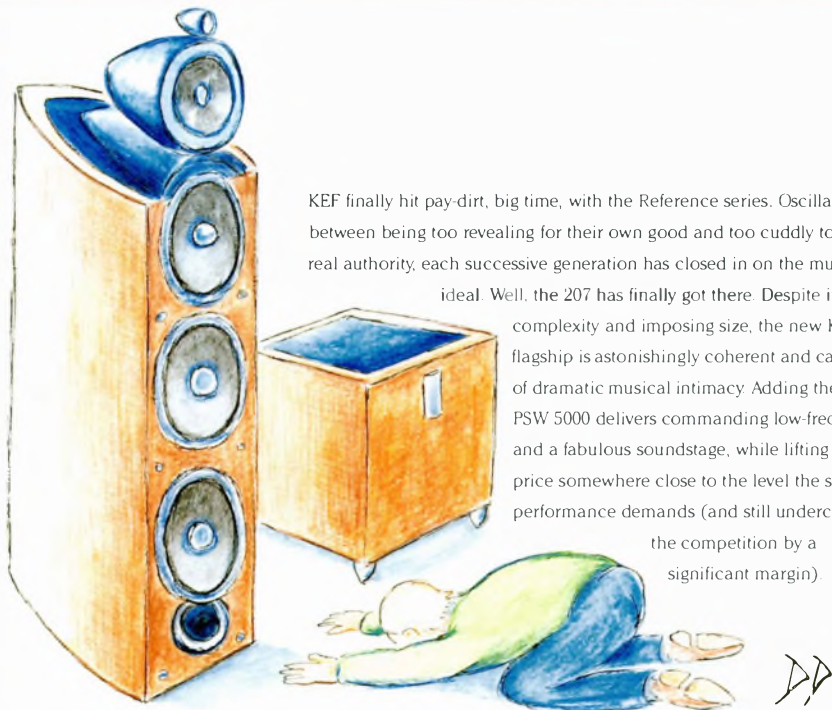 KEF finally hit pay-dirt, big time, with the Reference series. Oscilla
between being too revealing for their own good and too cuddly to
real authority, each successive generation has closed in on the mu
ideal. Well, the 207 has finally got there. Despite i
complexity and imposing size, the new K
flagship is astonishingly coherent and ca
of dramatic musical intimacy. Adding the
PSW 5000 delivers commanding low-fred
and a fabulous soundstage, while lifting
price somewhere close to the level the s
performance demands (and still underc
the competition by a
significant margin).